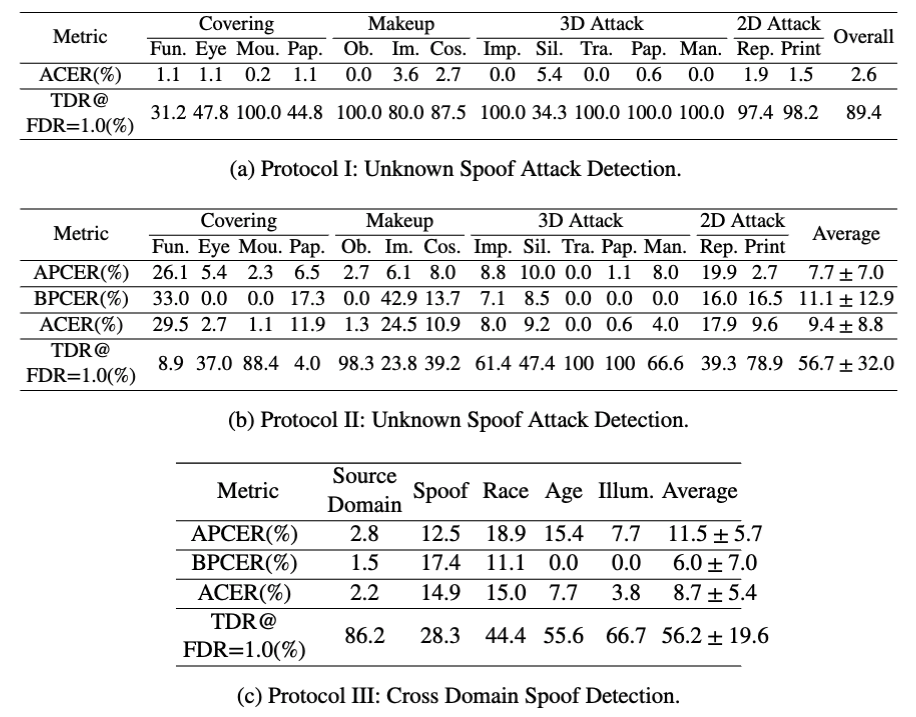 Metric Covering Makeup 3D Attack 2D Attack Overall
Fun. Eye Mou. Pap. Ob. Im. Cos. Imp. Sil. Tra. Pap. Man. Rep. Print
ACER(%) 1.1 1.1 0.2 1.1 0.0 3.6 2.7 0.0 5.4 0.0 0.6 0.0 1.9 1.5 2.6
TDR@
FDR=1.0(%) 31.2 47.8 100.0 44.8 100.0 80.0 87.5 100.0 34.3 100.0 100.0 100.0 97.4 98.2 89.4
(a) Protocol I: Unknown Spoof Attack Detection.
Metric Covering Makeup 3D Attack 2D Attack Average
Fun. Eye Mou. Pap. Ob. Im. Cos. Imp. Sil. Tra. Pap. Man. Rep. Print
APCER(%) 26.1 5.4 2.3 6.5 2.7 6.1 8.0 8.8 10.0 0.0 1.1 8.0 19.9 2.7 7.7 ± 7.0
BPCER(%) 33.0 0.0 0.0 17.3 0.0 42.9 13.7 7.1 8.5 0.0 0.0 0.0 16.0 16.5 11.1 ± 12.9
ACER(%) 29.5 2.7 1.1 11.9 1.3 24.5 10.9 8.0 9.2 0.0 0.6 4.0 17.9 9.6 9.4 ± 8.8
TDR@
FDR=1.0(%) 8.9 37.0 88.4 4.0 98.3 23.8 39.2 61.4 47.4 100 100 66.6 39.3 78.9 56.7 ± 32.0
(b) Protocol II: Unknown Spoof Attack Detection.
Metric Source Domain Spoof Race Age Illum. Average
APCER(%) 2.8 12.5 18.9 15.4 7.7 11.5 ± 5.7
BPCER(%) 1.5 17.4 11.1 0.0 0.0 6.0 ± 7.0
ACER(%) 2.2 14.9 15.0 7.7 3.8 8.7 ± 5.4
TDR@
FDR=1.0(%) 86.2 28.3 44.4 55.6 66.7 56.2 ± 19.6
(c) Protocol III: Cross Domain Spoof Detection.